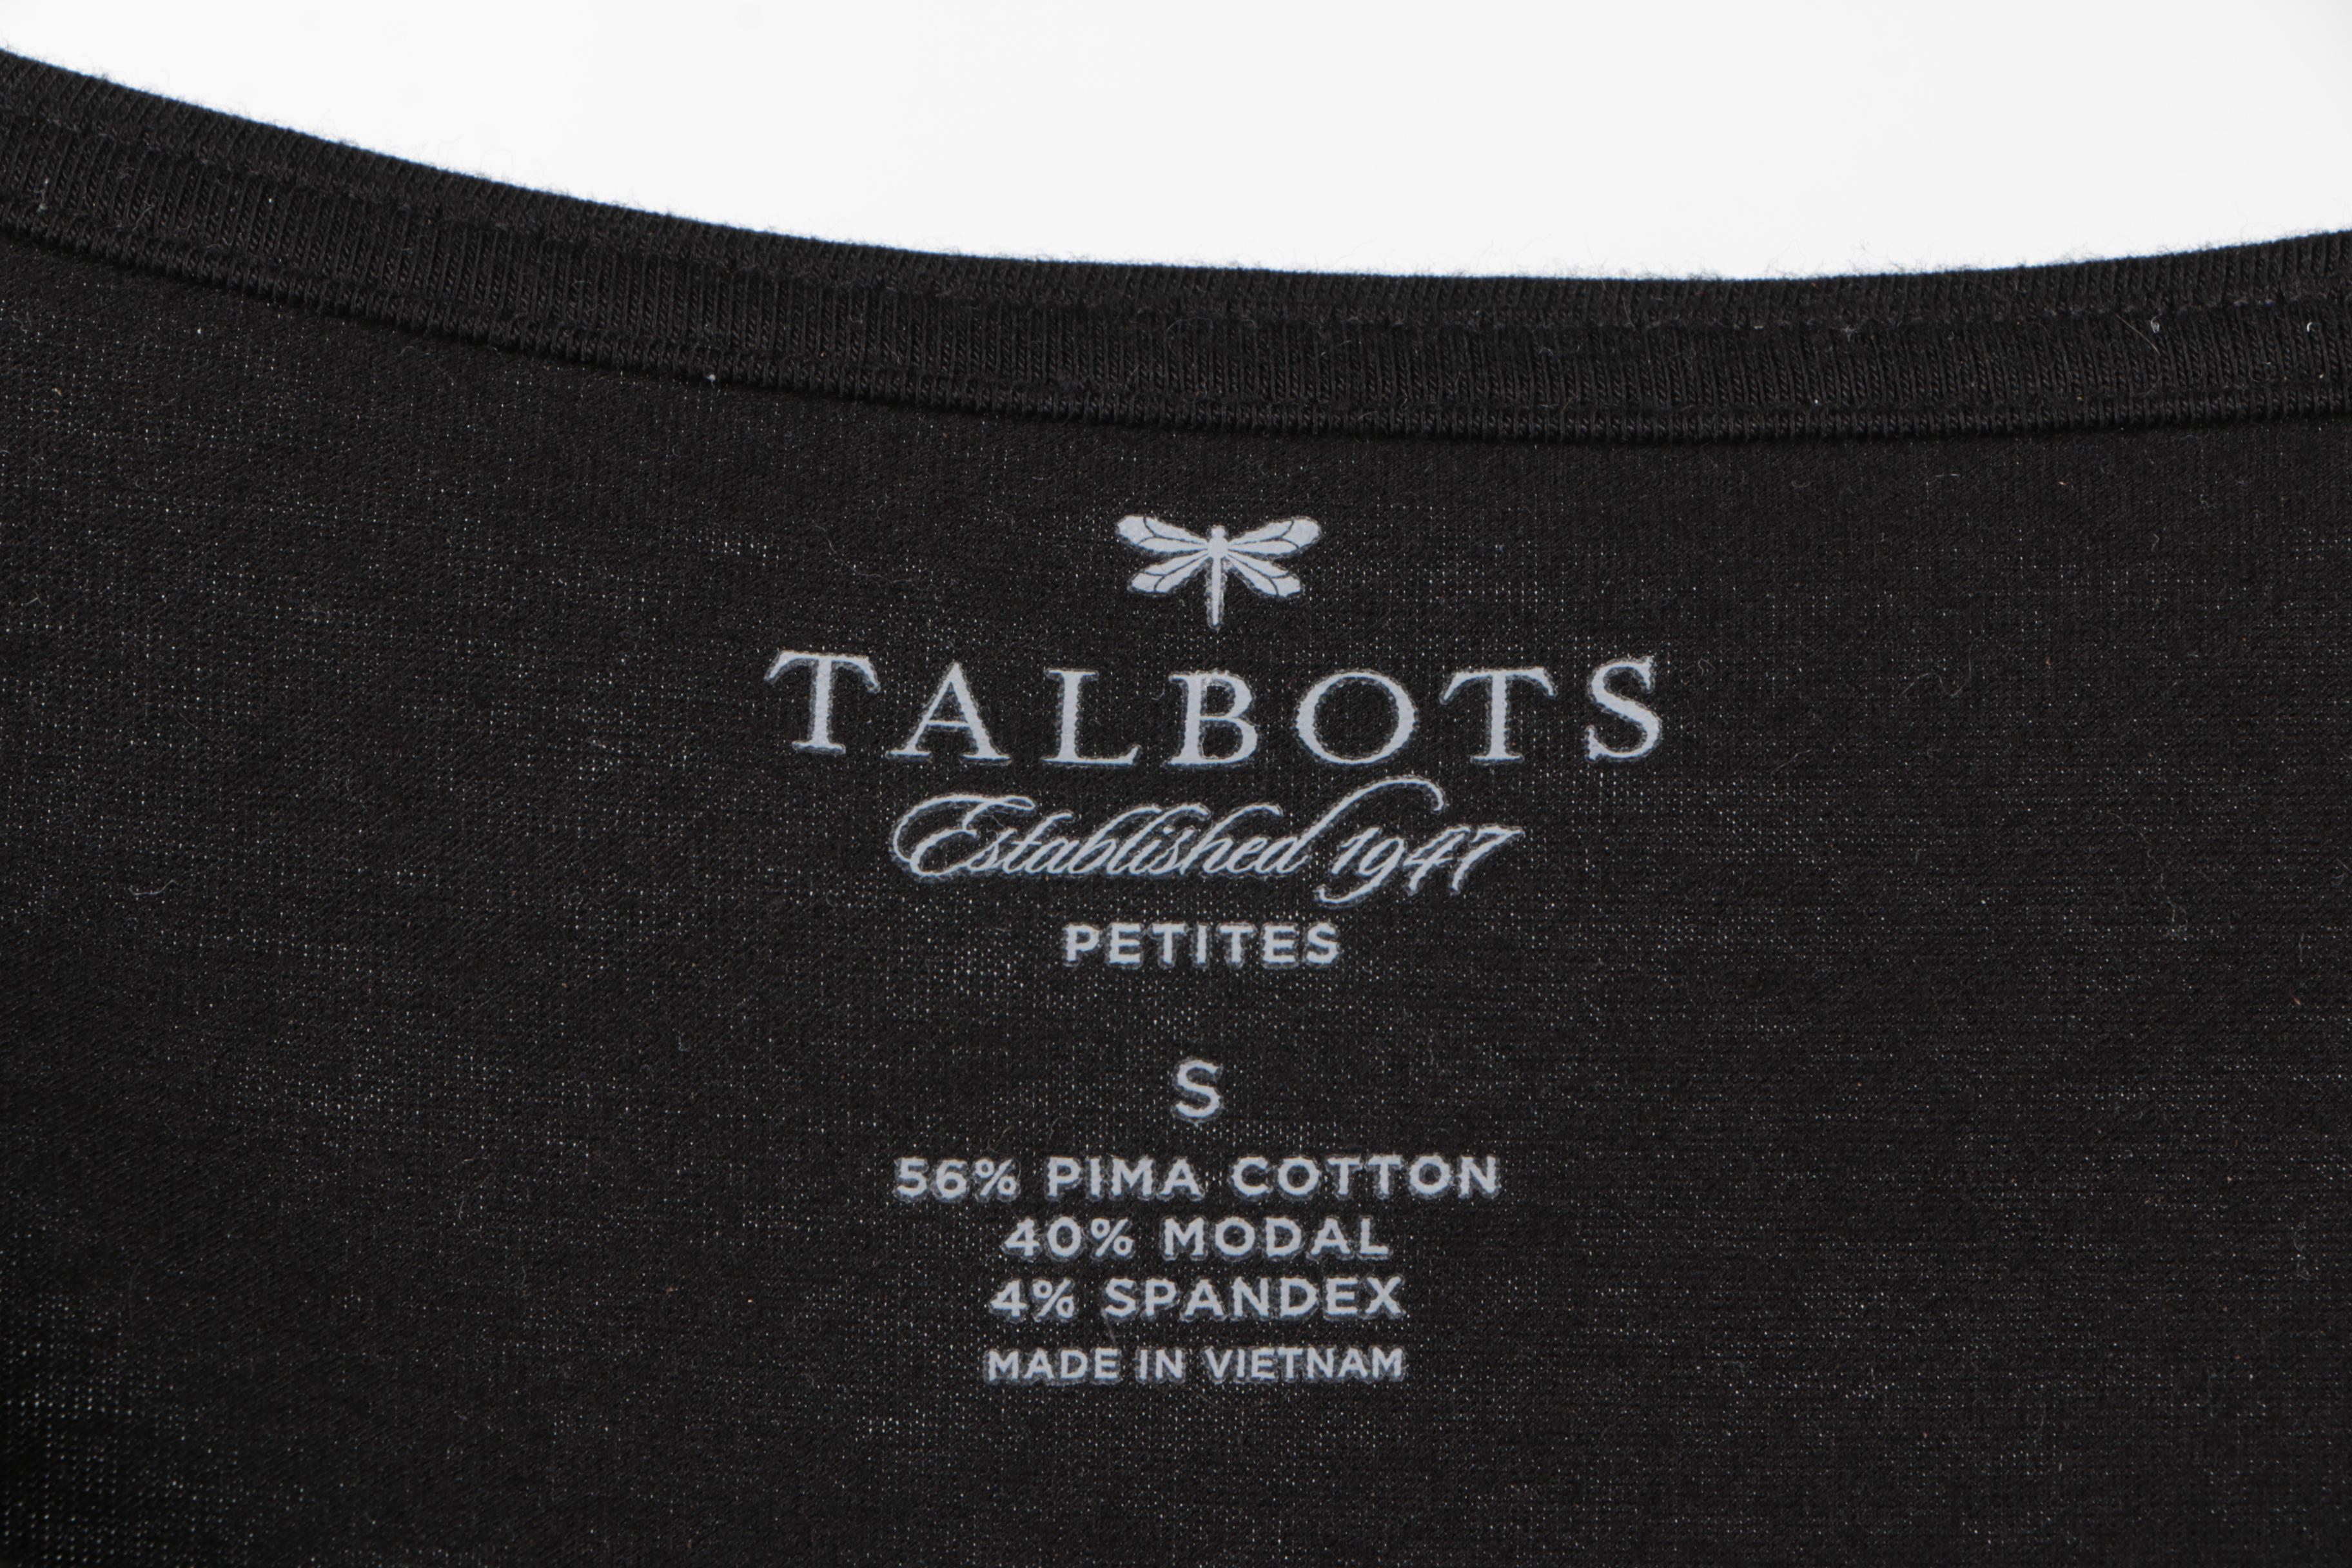 TALBOTS
Established 1947
PETITES
S
56% PIMA COTTON
40% MODAL
4% SPANDEX
MADE IN VIETNAM